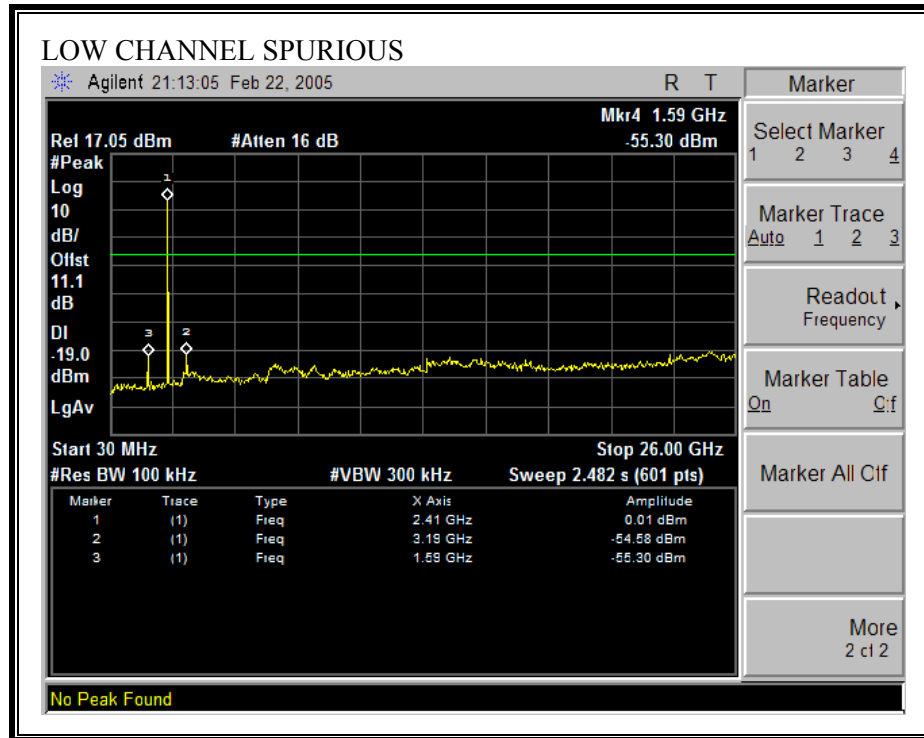 LOW CHANNEL SPURIOUS
Agilent 21:13:05 Feb 22, 2005 R T
Marker
Mkr4 1.59 GHz
Ref 17.05 dBm #Atten 16 dB -55.30 dBm
#Peak
Log
10
dB/
Offst
11.1
dB
DI
-19.0
dBm
LgAv
1
3
2
Start 30 MHz Stop 26.00 GHz
#Res BW 100 kHz #VBW 300 kHz Sweep 2.482 s (601 pts)
Marker Trace Type X Axis Amplitude
1 (1) Freq 2.41 GHz 0.01 dBm
2 (1) Freq 3.19 GHz -54.58 dBm
3 (1) Freq 1.59 GHz -55.30 dBm
No Peak Found
Select Marker
1 2 3 4
Marker Trace
Auto 1 2 3
Readout
Frequency
Marker Table
On Off
Marker All Off
More
2 of 2